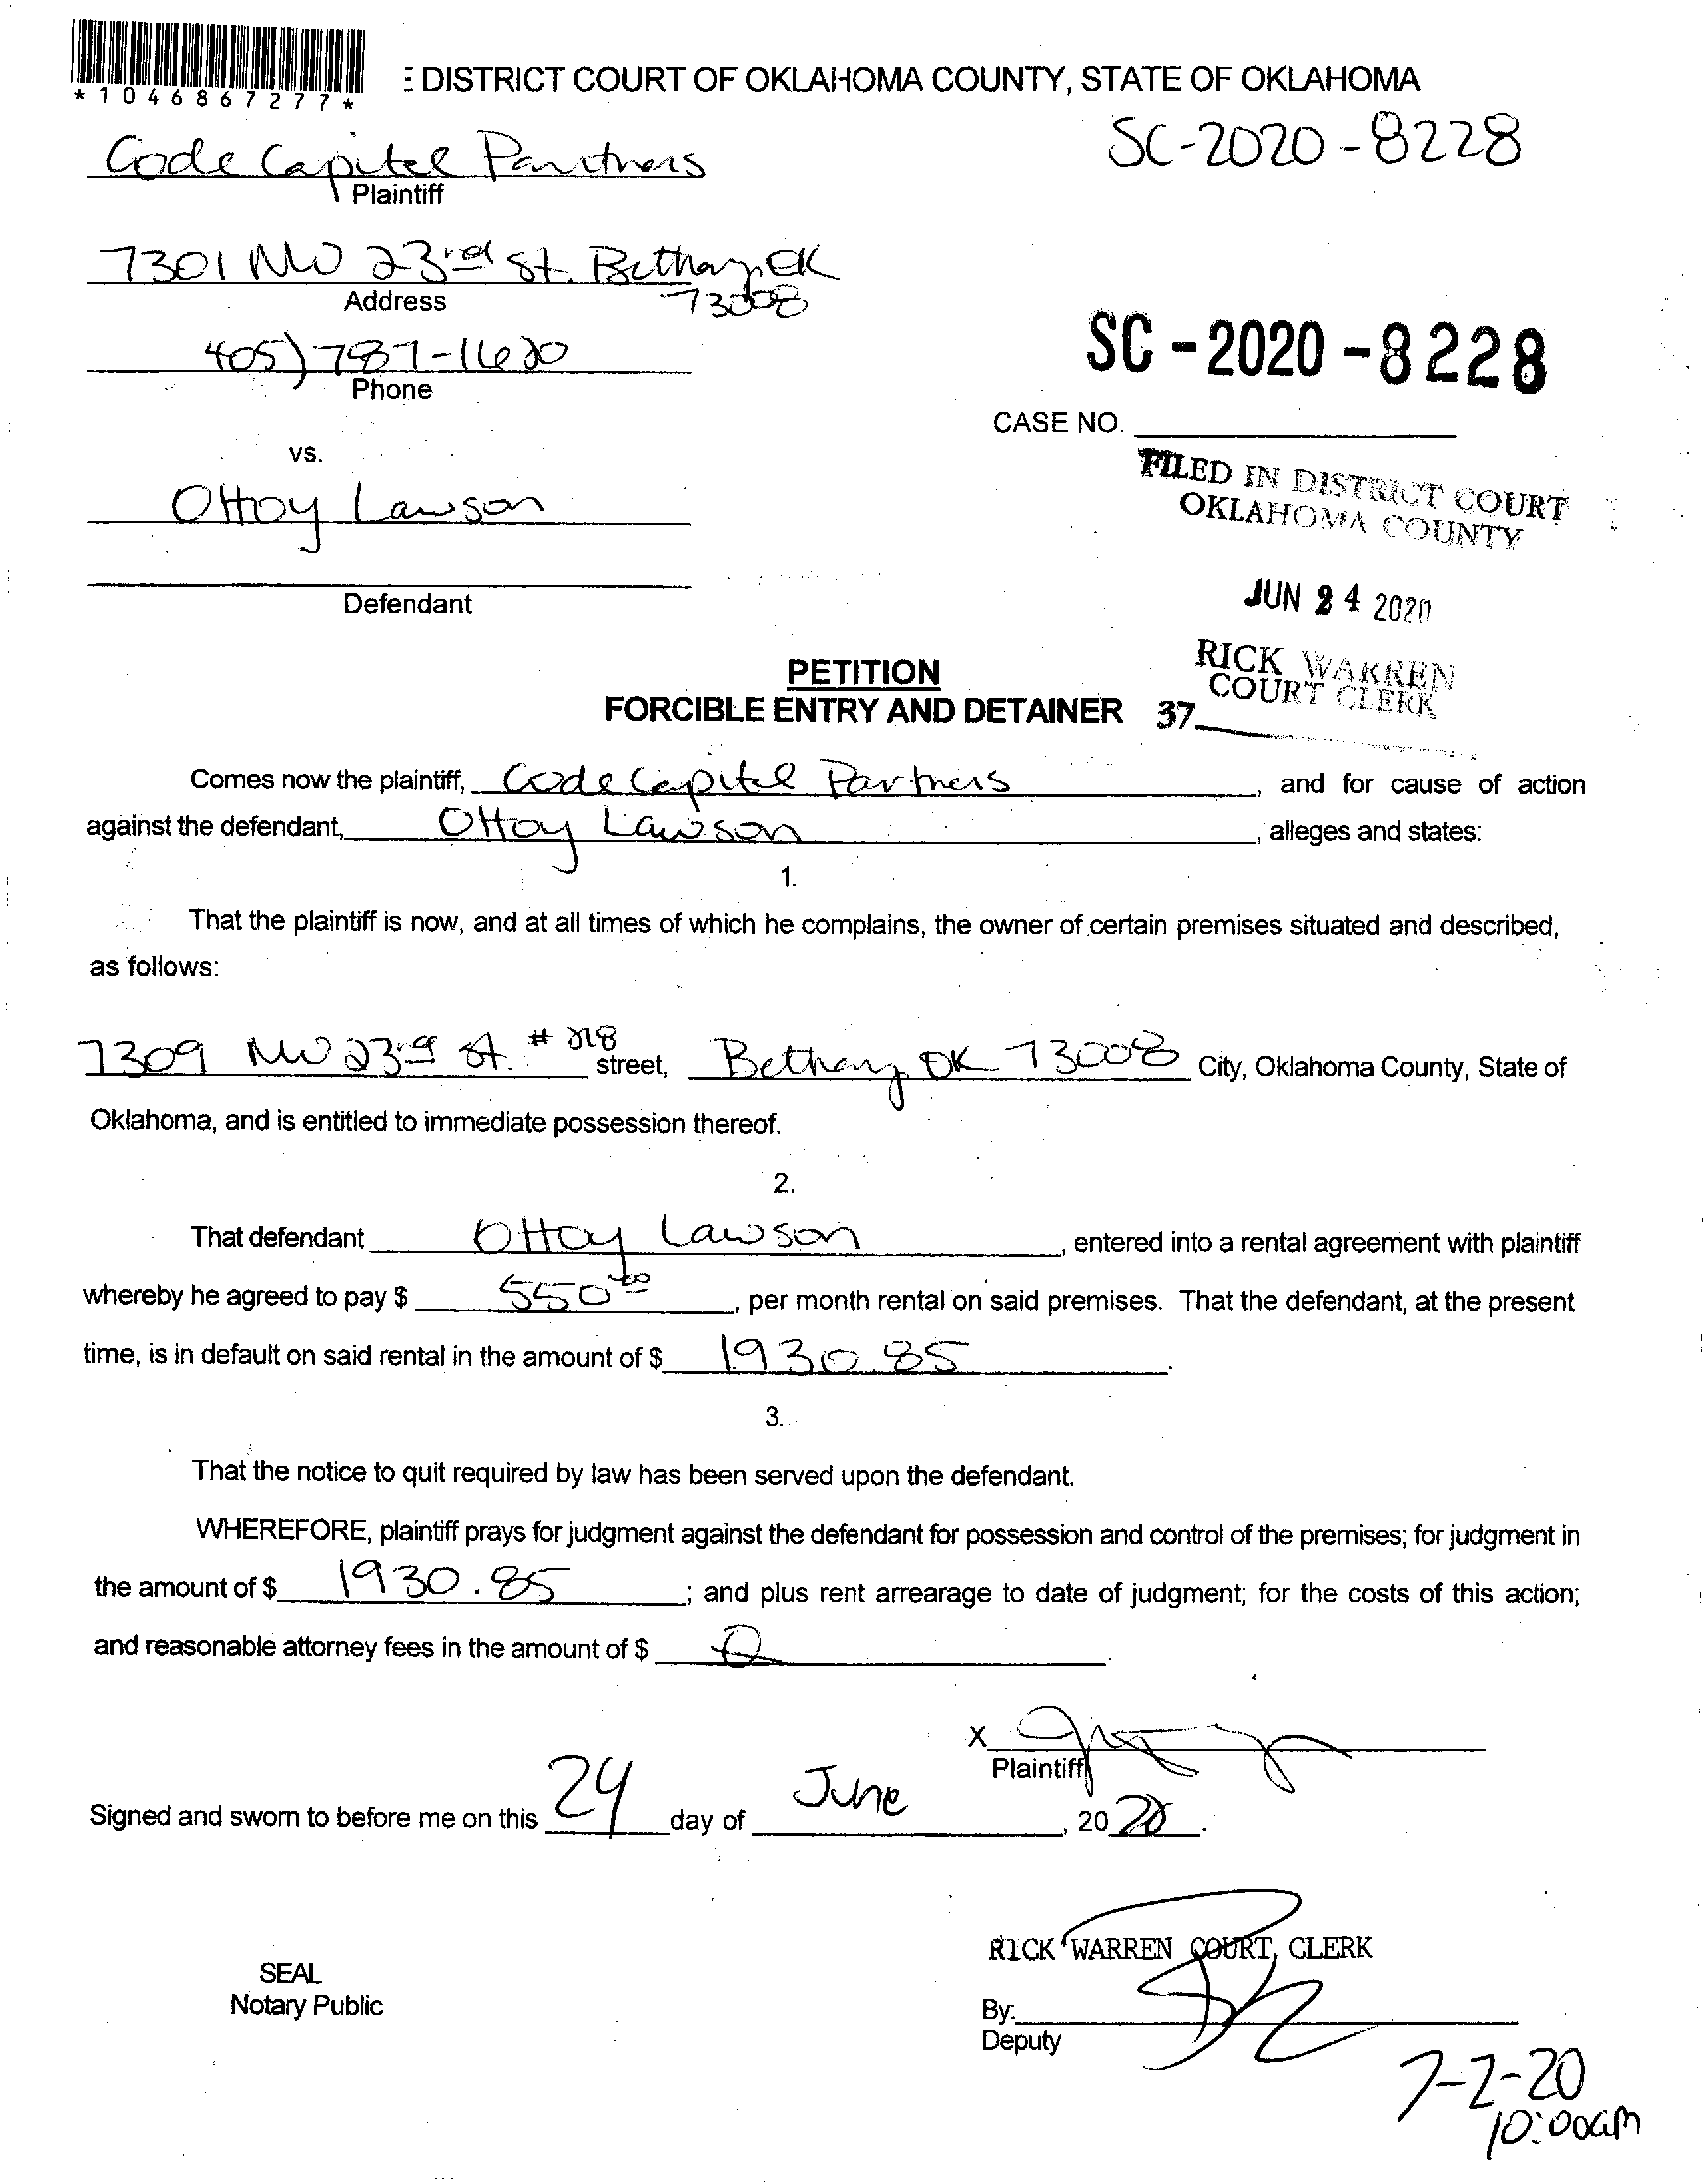 *1046867277*
E DISTRICT COURT OF OKLAHOMA COUNTY, STATE OF OKLAHOMA
Code Capital Partners
SC-2020-8228
Plaintiff
7301 NW 23rd St. Bethany, OK
73008
Address
405) 787-1620
Phone
SC-2020-8228
CASE NO.
vs.
FILED IN DISTRICT COURT
OKLAHOMA COUNTY
Ottoy Lawson
Defendant
JUN 24 2020
RICK WARREN
COURT CLERK
PETITION
FORCIBLE ENTRY AND DETAINER 37
Comes now the plaintiff, Code Capital Partners, and for cause of action
against the defendant, Ottoy Lawson, alleges and states:
1.
That the plaintiff is now, and at all times of which he complains, the owner of certain premises situated and described,
as follows:
7309 NW 23rd St. # 218 street, Bethany OK 73008 City, Oklahoma County, State of
Oklahoma, and is entitled to immediate possession thereof.
2.
That defendant Ottoy Lawson, entered into a rental agreement with plaintiff
whereby he agreed to pay $ 550.00, per month rental on said premises. That the defendant, at the present
time, is in default on said rental in the amount of $ 1930.85.
3.
That the notice to quit required by law has been served upon the defendant.
WHEREFORE, plaintiff prays for judgment against the defendant for possession and control of the premises; for judgment in
the amount of $ 1930.85; and plus rent arrearage to date of judgment; for the costs of this action;
and reasonable attorney fees in the amount of $ 0
X
Plaintiff
Signed and sworn to before me on this 24 day of June, 2020.
RICK WARREN COURT CLERK
SEAL
Notary Public
By:
Deputy
7-2-20
10:00am